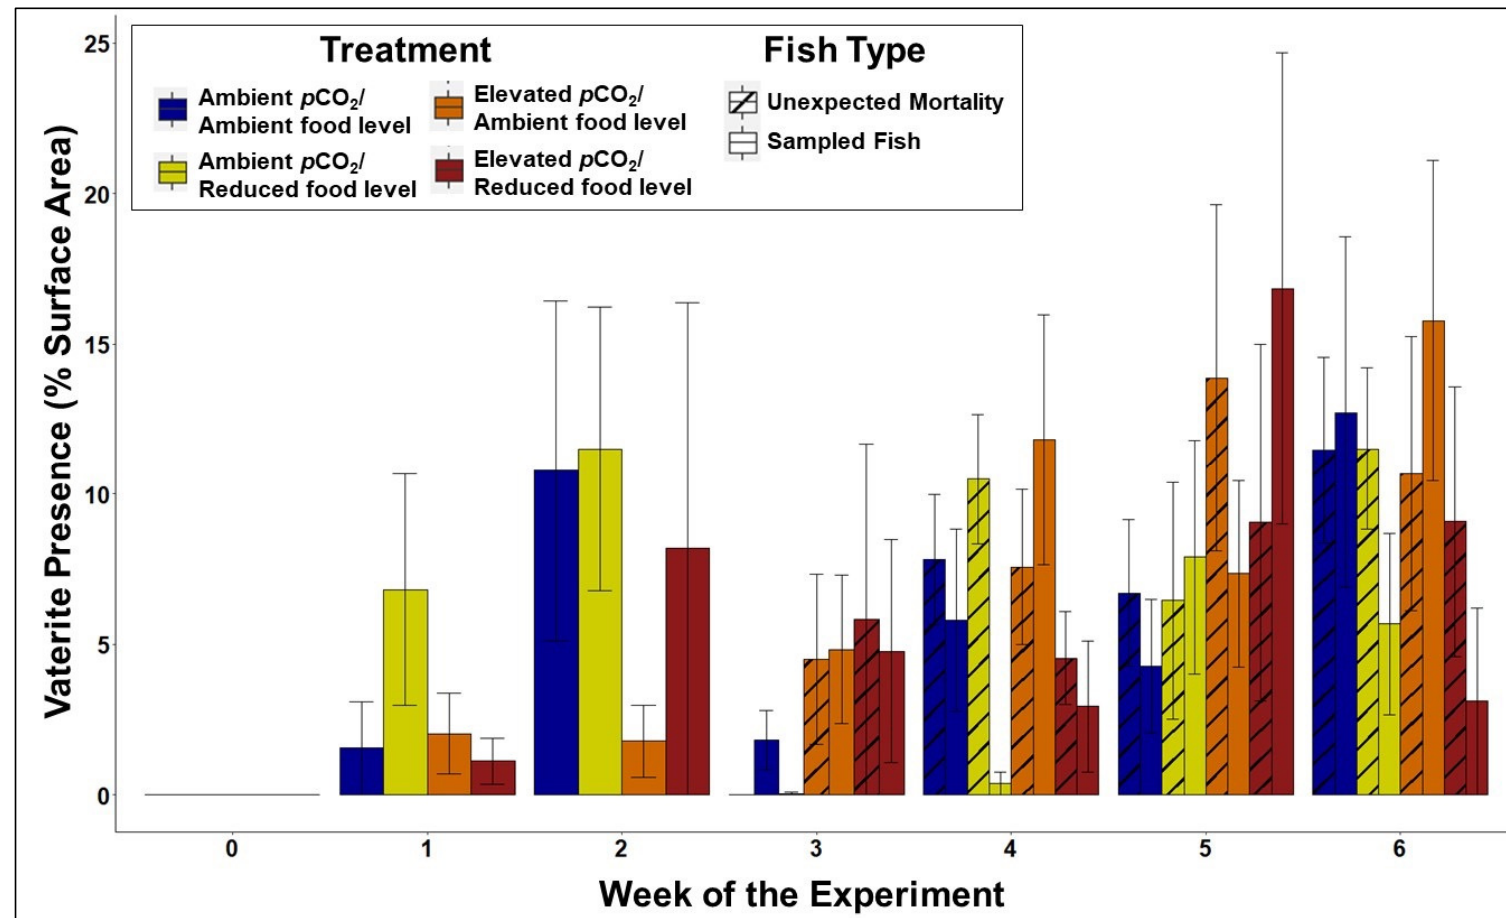 Treatment
Fish Type
Ambient pCO₂/
Ambient food level
Elevated pCO₂/
Ambient food level
Unexpected Mortality
Ambient pCO₂/
Reduced food level
Elevated pCO₂/
Reduced food level
Sampled Fish
Vaterite Presence (% Surface Area)
25
20
15
10
5
0
0 1 2 3 4 5 6
Week of the Experiment